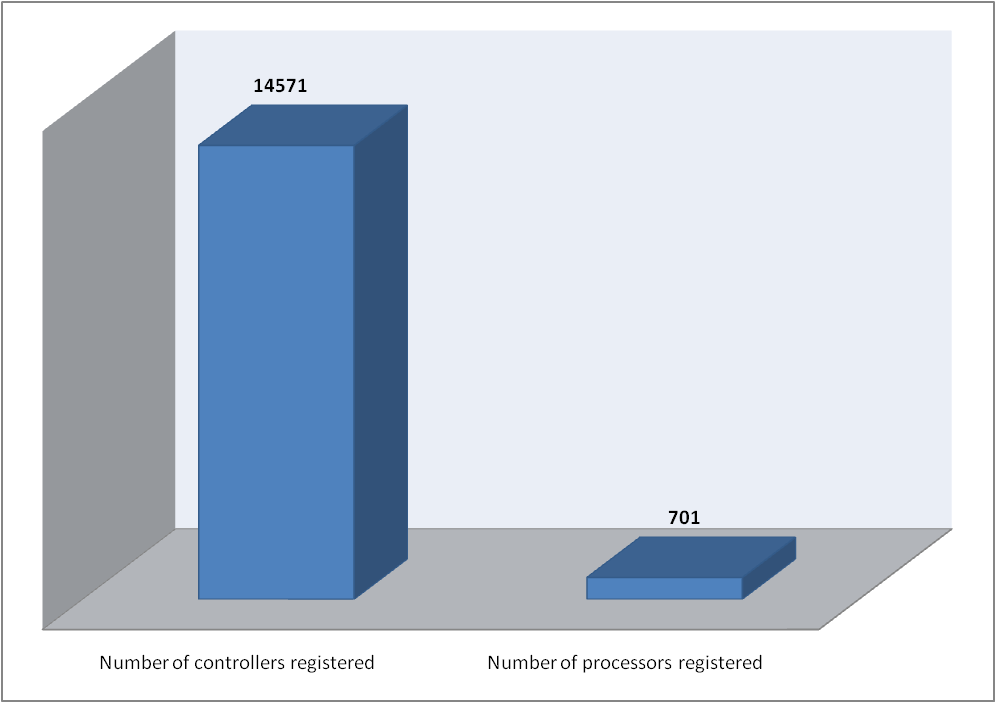 14571
701
Number of controllers registered
Number of processors registered